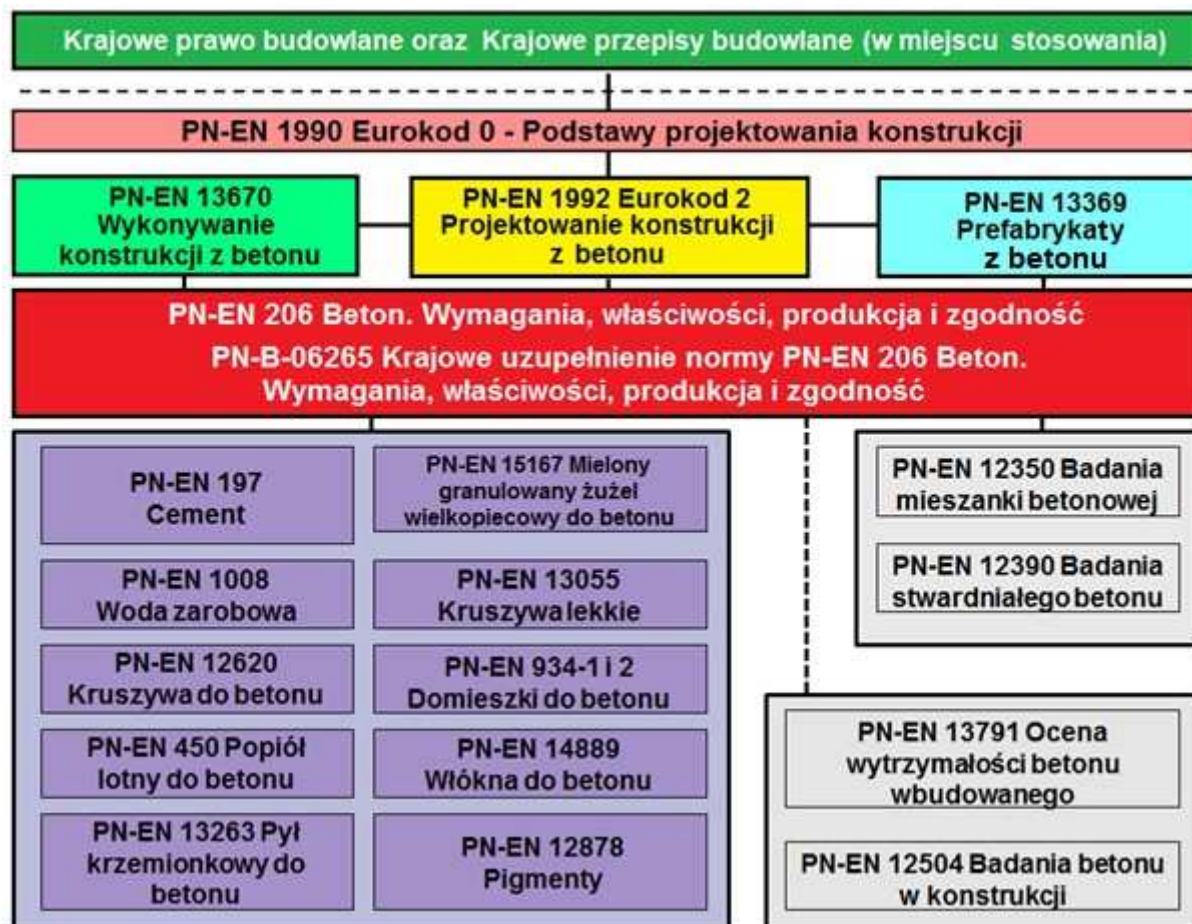 Krajowe prawo budowlane oraz Krajowe przepisy budowlane (w miejscu stosowania)
PN-EN 1990 Eurokod 0 - Podstawy projektowania konstrukcji
PN-EN 13670
Wykonywanie
konstrukcji z betonu
PN-EN 1992 Eurokod 2
Projektowanie konstrukcji
z betonu
PN-EN 13369
Prefabrykaty
z betonu
PN-EN 206 Beton. Wymagania, właściwości, produkcja i zgodność
PN-B-06265 Krajowe uzupełnienie normy PN-EN 206 Beton.
Wymagania, właściwości, produkcja i zgodność
PN-EN 197
Cement
PN-EN 1008
Woda zarobowa
PN-EN 12620
Kruszywa do betonu
PN-EN 450 Popiół
lotny do betonu
PN-EN 13263 Pył
krzemionkowy do
betonu
PN-EN 15167 Mielony
granulowany żużel
wielkopiecowy do betonu
PN-EN 13055
Kruszywa lekkie
PN-EN 934-1 i 2
Domieszki do betonu
PN-EN 14889
Włókna do betonu
PN-EN 12878
Pigmenty
PN-EN 12350 Badania
mieszanki betonowej
PN-EN 12390 Badania
stwardniałego betonu
PN-EN 13791 Ocena
wytrzymałości betonu
wbudowanego
PN-EN 12504 Badania betonu
w konstrukcji